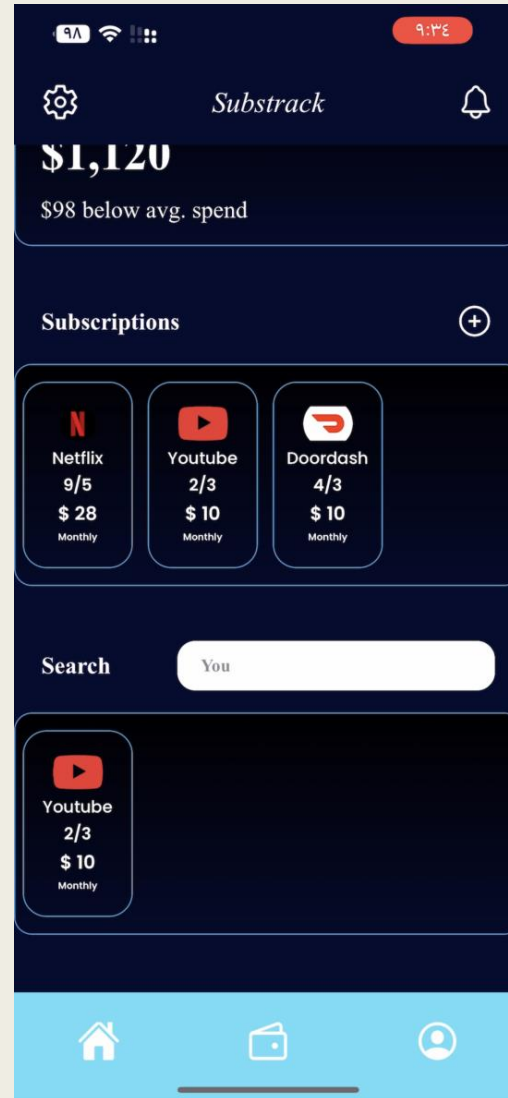 ٩٨
٩:٣٤
Substrack
$1,120
$98 below avg. spend
Subscriptions
N
Netflix
9/5
$ 28
Monthly
Youtube
2/3
$ 10
Monthly
Doordash
4/3
$ 10
Monthly
Search
You
Youtube
2/3
$ 10
Monthly